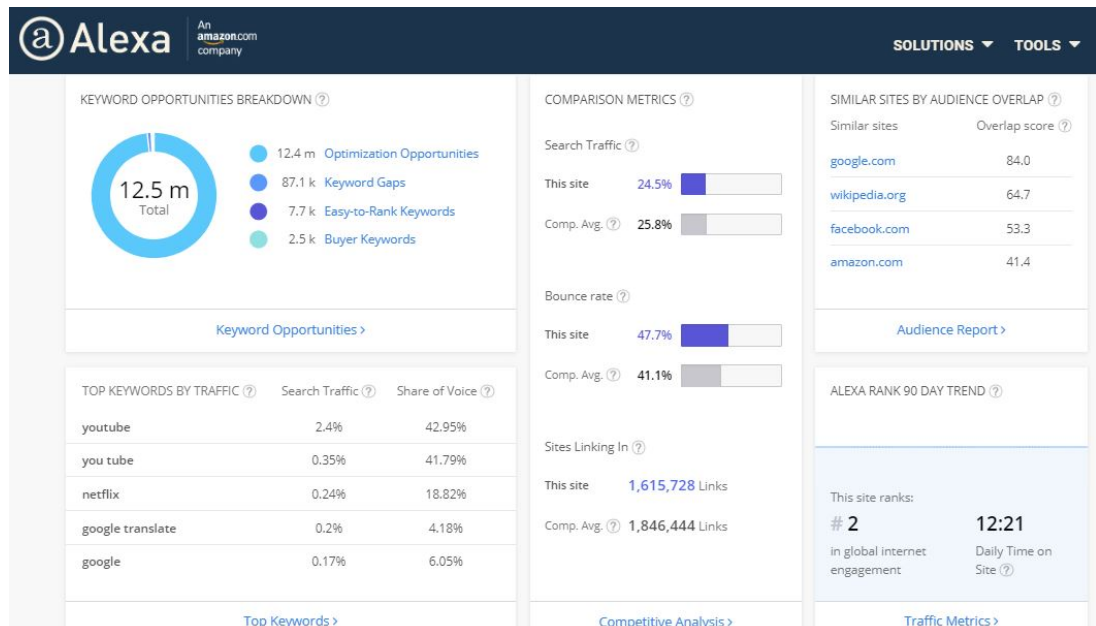 a Alexa
An
amazon.com
company
SOLUTIONS TOOLS
KEYWORD OPPORTUNITIES BREAKDOWN ?
12.5 m
Total
12.4 m Optimization Opportunities
87.1 k Keyword Gaps
7.7 k Easy-to-Rank Keywords
2.5 k Buyer Keywords
Keyword Opportunities >
COMPARISON METRICS ?
Search Traffic ?
This site 24.5%
Comp. Avg. ? 25.8%
Bounce rate ?
This site 47.7%
Comp. Avg. ? 41.1%
Sites Linking In ?
This site 1,615,728 Links
Comp. Avg. ? 1,846,444 Links
Competitive Analysis >
SIMILAR SITES BY AUDIENCE OVERLAP ?
Similar sites Overlap score ?
google.com 84.0
wikipedia.org 64.7
facebook.com 53.3
amazon.com 41.4
Audience Report >
TOP KEYWORDS BY TRAFFIC ? Search Traffic ? Share of Voice ?
youtube 2.4% 42.95%
you tube 0.35% 41.79%
netflix 0.24% 18.82%
google translate 0.2% 4.18%
google 0.17% 6.05%
Top Keywords >
ALEXA RANK 90 DAY TREND ?
This site ranks:
# 2 12:21
in global internet Daily Time on
engagement Site ?
Traffic Metrics >